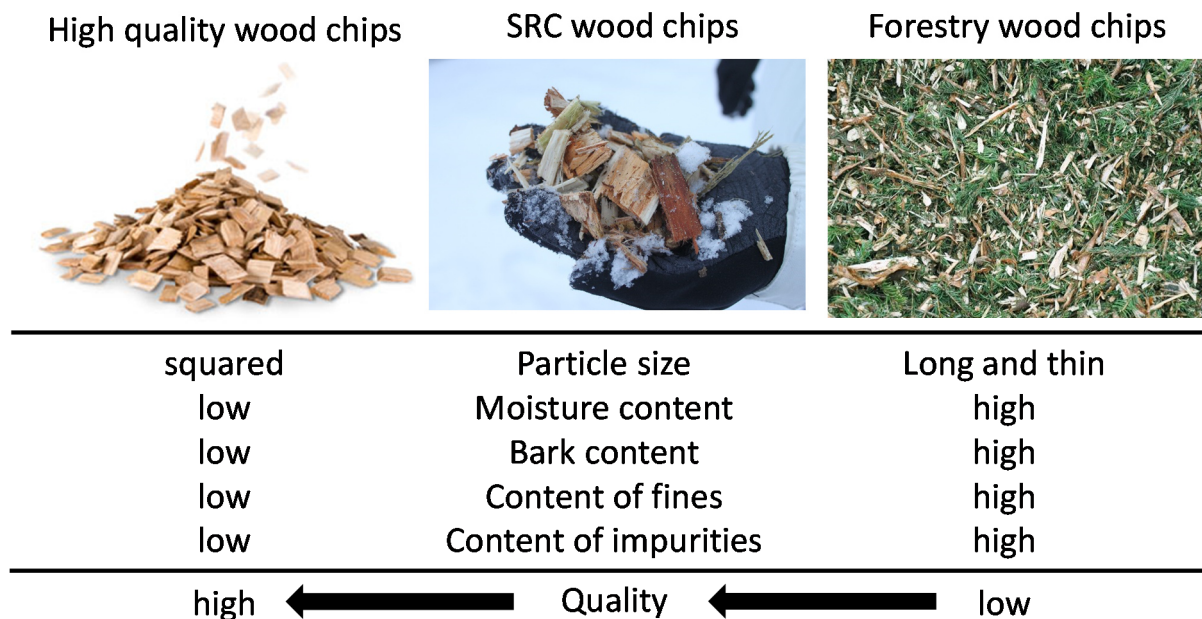 High quality wood chips SRC wood chips Forestry wood chips
squared Particle size Long and thin
low Moisture content high
low Bark content high
low Content of fines high
low Content of impurities high
high Quality low